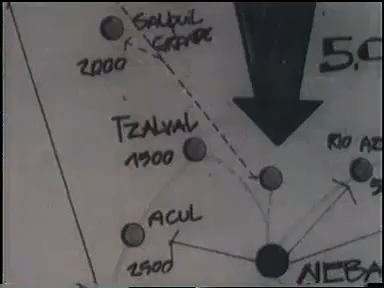 SALQUIL
GRANDE
2000
5.0
TZALVAL
1500
RIO AZ
ACUL
2500
NEBA